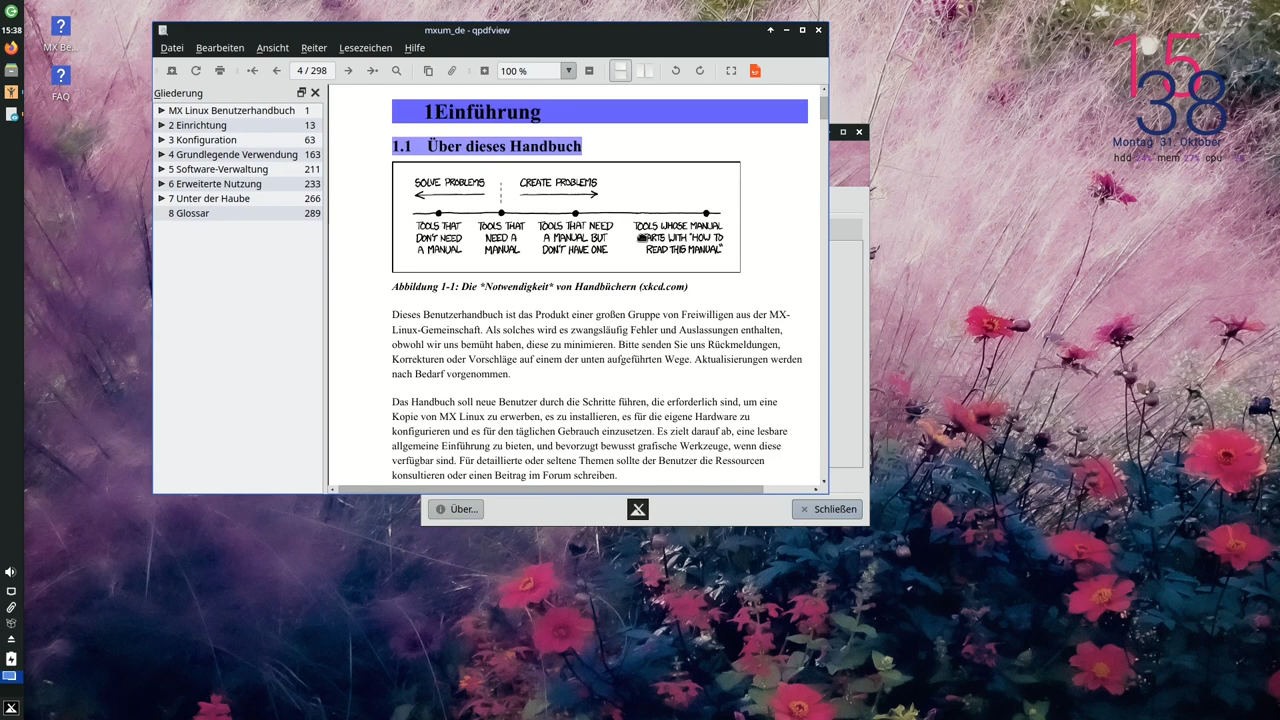 15:38
MX Be...
FAQ
mxum_de - qpdfview
Datei Bearbeiten Ansicht Reiter Lesezeichen Hilfe
4 / 298
100 %
Gliederung
MX Linux Benutzerhandbuch 1
2 Einrichtung 13
3 Konfiguration 63
4 Grundlegende Verwendung 163
5 Software-Verwaltung 211
6 Erweiterte Nutzung 233
7 Unter der Haube 266
8 Glossar 289
1Einführung
1.1 Über dieses Handbuch
SOLVE PROBLEMS CREATE PROBLEMS
TOOLS THAT DON'T NEED A MANUAL
TOOLS THAT NEED A MANUAL
TOOLS THAT NEED A MANUAL BUT DON'T HAVE ONE
TOOLS WHOSE MANUAL
WITH "HOW TO
READ THIS MANUAL"
Abbildung 1-1: Die *Notwendigkeit* von Handbüchern (xkcd.com)
Dieses Benutzerhandbuch ist das Produkt einer großen Gruppe von Freiwilligen aus der MX-
Linux-Gemeinschaft. Als solches wird es zwangsläufig Fehler und Auslassungen enthalten,
obwohl wir uns bemüht haben, diese zu minimieren. Bitte senden Sie uns Rückmeldungen,
Korrekturen oder Vorschläge auf einem der unten aufgeführten Wege. Aktualisierungen werden
nach Bedarf vorgenommen.
Das Handbuch soll neue Benutzer durch die Schritte führen, die erforderlich sind, um eine
Kopie von MX Linux zu erwerben, es zu installieren, es für die eigene Hardware zu
konfigurieren und es für den täglichen Gebrauch einzusetzen. Es zielt darauf ab, eine lesbare
allgemeine Einführung zu bieten, und bevorzugt bewusst grafische Werkzeuge, wenn diese
verfügbar sind. Für detaillierte oder seltene Themen sollte der Benutzer die Ressourcen
konsultieren oder einen Beitrag im Forum schreiben.
Über...
Schließen
15
38
Montag 31. Oktober
hdd 24% mem 27% cpu